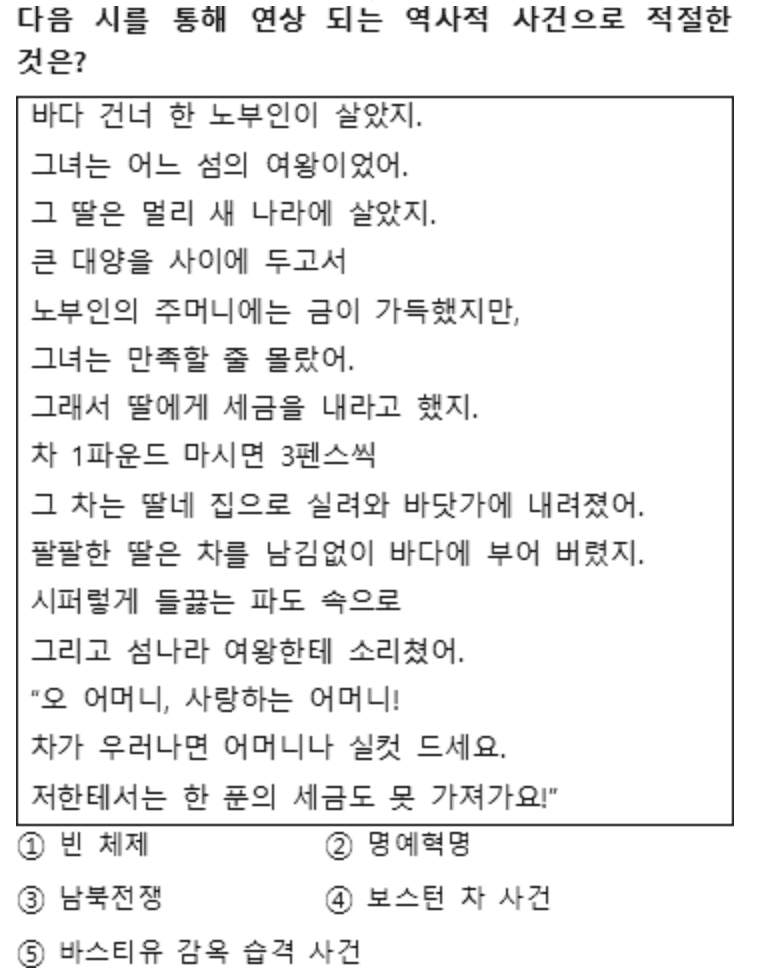 다음 시를 통해 연상 되는 역사적 사건으로 적절한
것은?
바다 건너 한 노부인이 살았지.
그녀는 어느 섬의 여왕이었어.
그 딸은 멀리 새 나라에 살았지.
큰 대양을 사이에 두고서
노부인의 주머니에는 금이 가득했지만,
그녀는 만족할 줄 몰랐어.
그래서 딸에게 세금을 내라고 했지.
차 1파운드 마시면 3펜스씩
그 차는 딸네 집으로 실려와 바닷가에 내려졌어.
팔팔한 딸은 차를 남김없이 바다에 부어 버렸지.
시퍼렇게 들끓는 파도 속으로
그리고 섬나라 여왕한테 소리쳤어.
“오 어머니, 사랑하는 어머니!
차가 우러나면 어머니나 실컷 드세요.
저한테서는 한 푼의 세금도 못 가져가요!”
① 빈 체제 ② 명예혁명
③ 남북전쟁 ④ 보스턴 차 사건
⑤ 바스티유 감옥 습격 사건